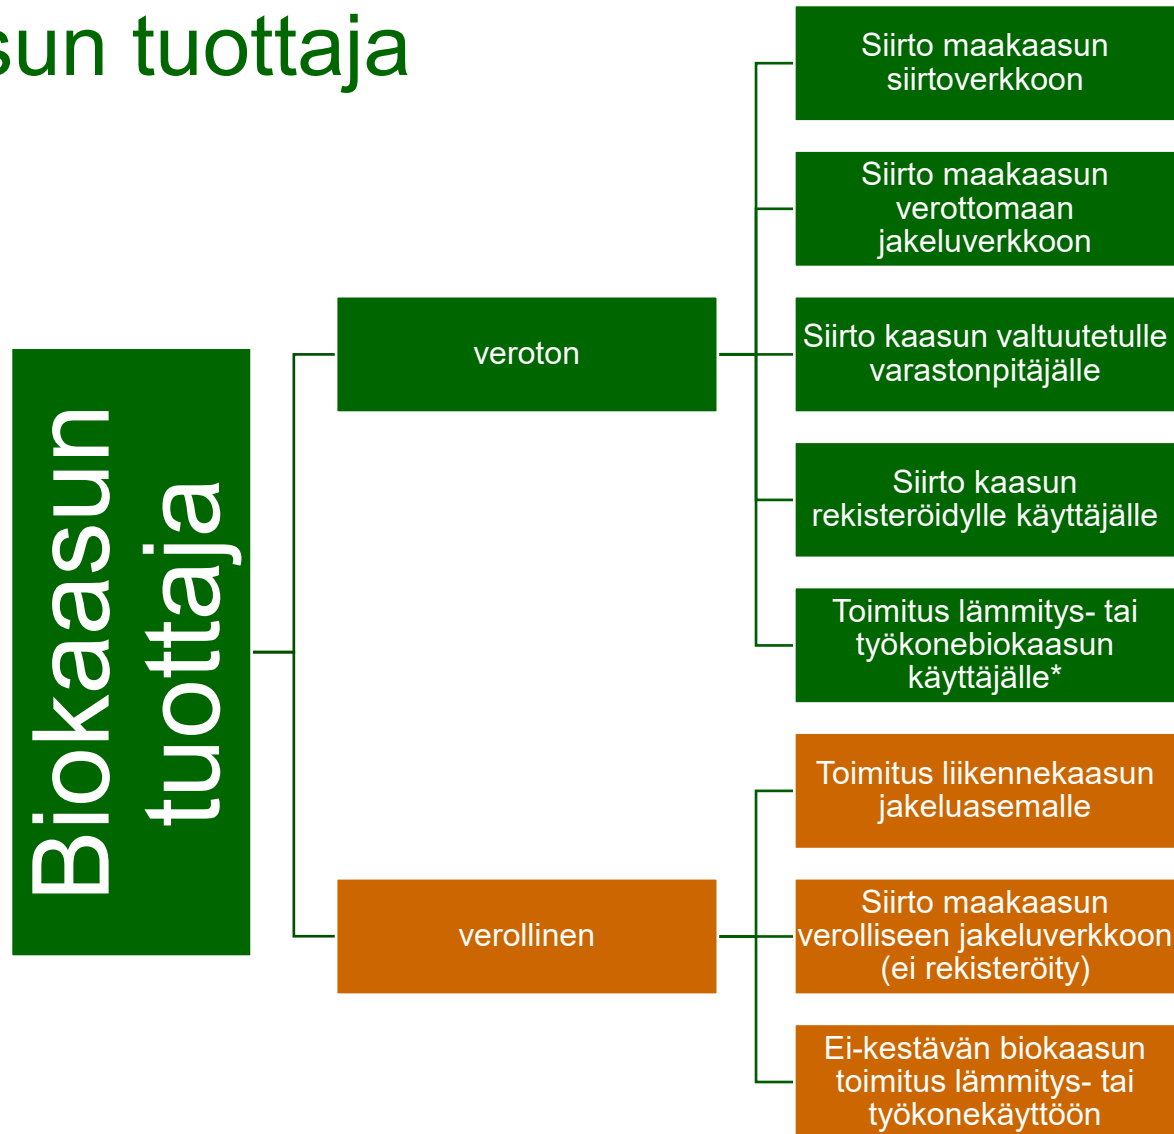 sun tuottaja
Biokaasun
tuottaja
veroton
Siirto maakaasun
siirtoverkkoon
Siirto maakaasun
verottomaan
jakeluverkkoon
Siirto kaasun valtuutetulle
varastonpitäjälle
Siirto kaasun
rekisteröidylle käyttäjälle
Toimitus lämmitys- tai
työkonebiokaasun
käyttäjälle*
verollinen
Toimitus liikennekaasun
jakeluasemalle
Siirto maakaasun
verolliseen jakeluverkkoon
(ei rekisteröity)
Ei-kestävän biokaasun
toimitus lämmitys- tai
työkonekäyttöön